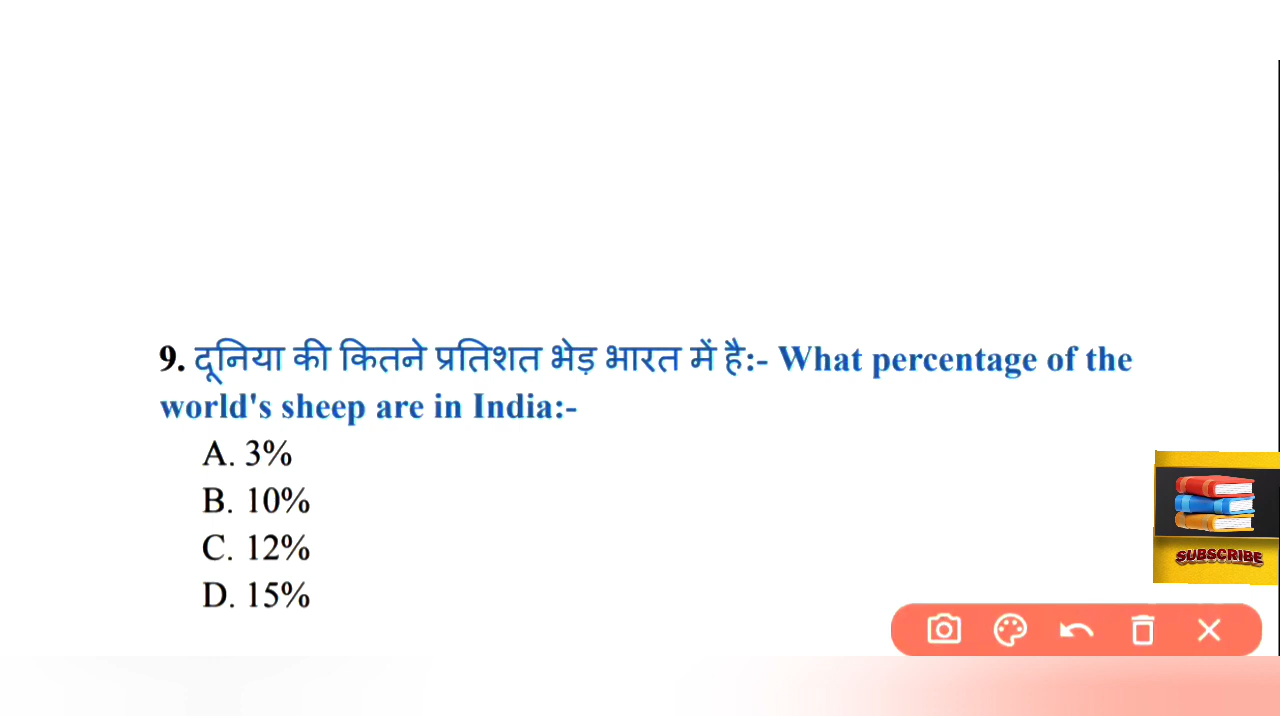 9. दूनिया की कितने प्रतिशत भेड़ भारत में है:- What percentage of the
world's sheep are in India:-
A. 3%
B. 10%
C. 12%
D. 15%
SUBSCRIBE